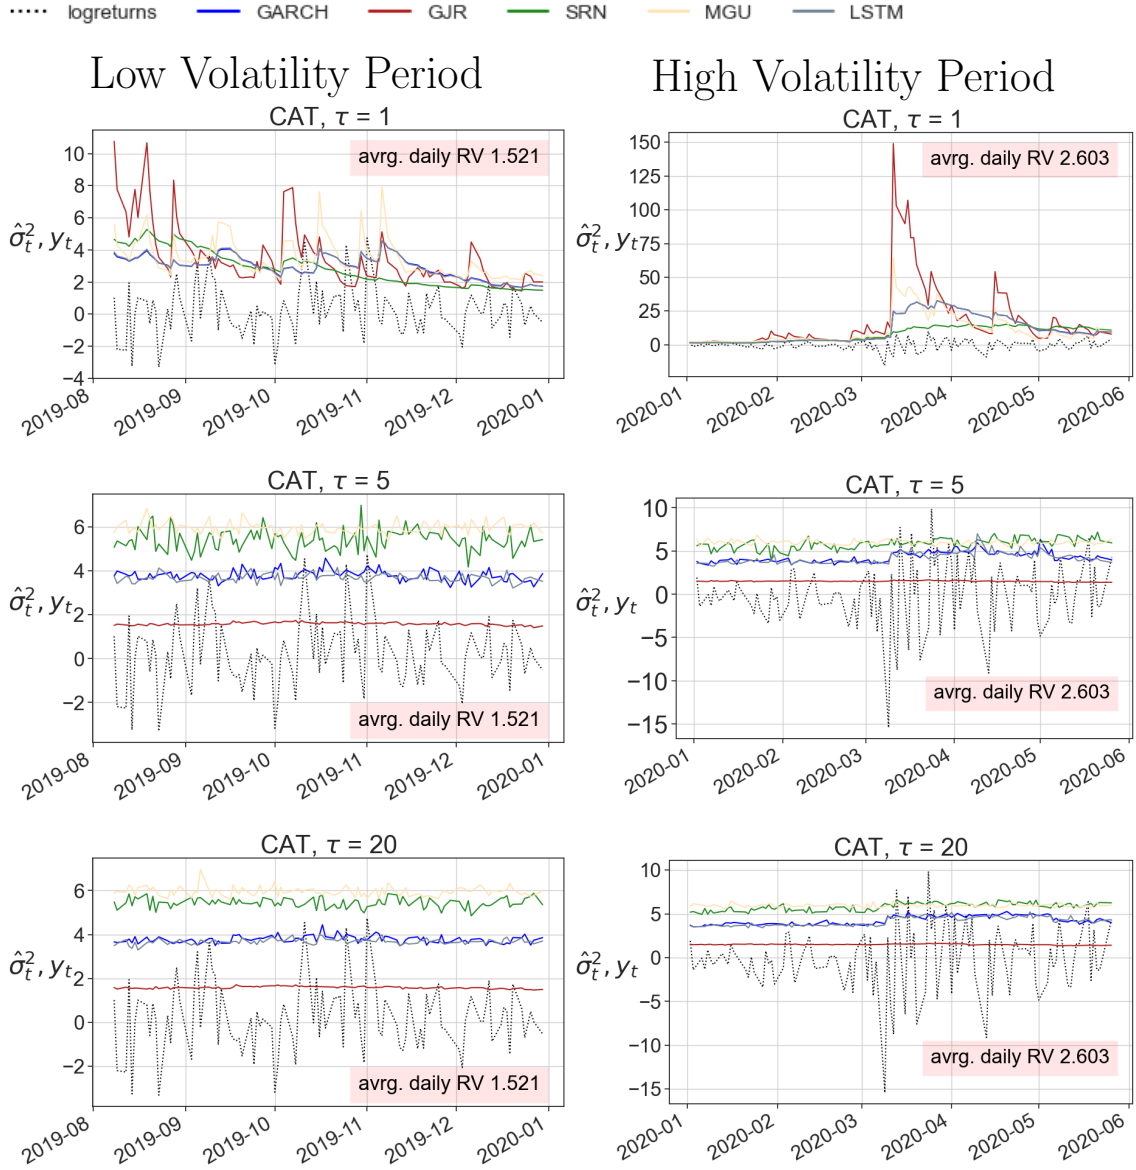 logreturns GARCH GJR SRN MGU LSTM
Low Volatility Period
High Volatility Period
CAT, τ = 1
avrg. daily RV 1.521
σ̂²ₜ, yₜ
10
8
6
4
2
0
−2
−4
2019-08 2019-09 2019-10 2019-11 2019-12 2020-01
CAT, τ = 1
avrg. daily RV 2.603
σ̂²ₜ, yₜ
150
125
100
75
50
25
0
2020-01 2020-02 2020-03 2020-04 2020-05 2020-06
CAT, τ = 5
σ̂²ₜ, yₜ
6
4
2
0
−2
avrg. daily RV 1.521
2019-08 2019-09 2019-10 2019-11 2019-12 2020-01
CAT, τ = 5
σ̂²ₜ, yₜ
10
5
0
−5
−10
−15
avrg. daily RV 2.603
2020-01 2020-02 2020-03 2020-04 2020-05 2020-06
CAT, τ = 20
σ̂²ₜ, yₜ
6
4
2
0
−2
avrg. daily RV 1.521
2019-08 2019-09 2019-10 2019-11 2019-12 2020-01
CAT, τ = 20
σ̂²ₜ, yₜ
10
5
0
−5
−10
−15
avrg. daily RV 2.603
2020-01 2020-02 2020-03 2020-04 2020-05 2020-06